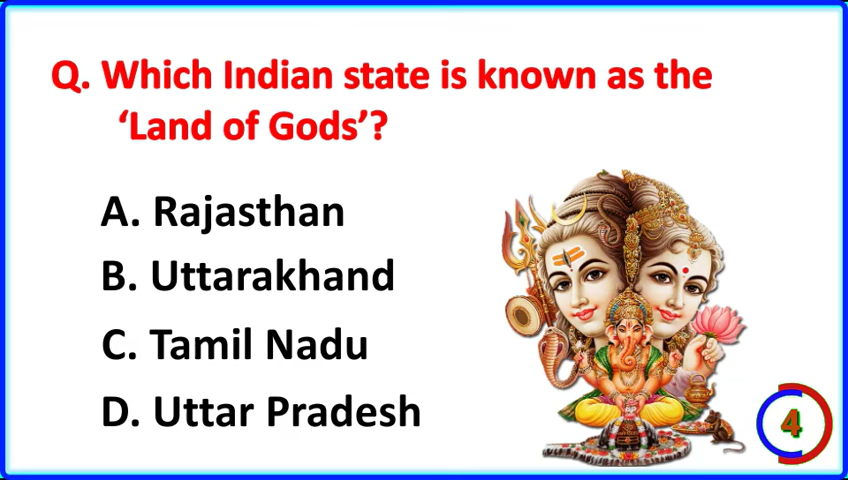 Q. Which Indian state is known as the
‘Land of Gods’?
A. Rajasthan
B. Uttarakhand
C. Tamil Nadu
D. Uttar Pradesh
4